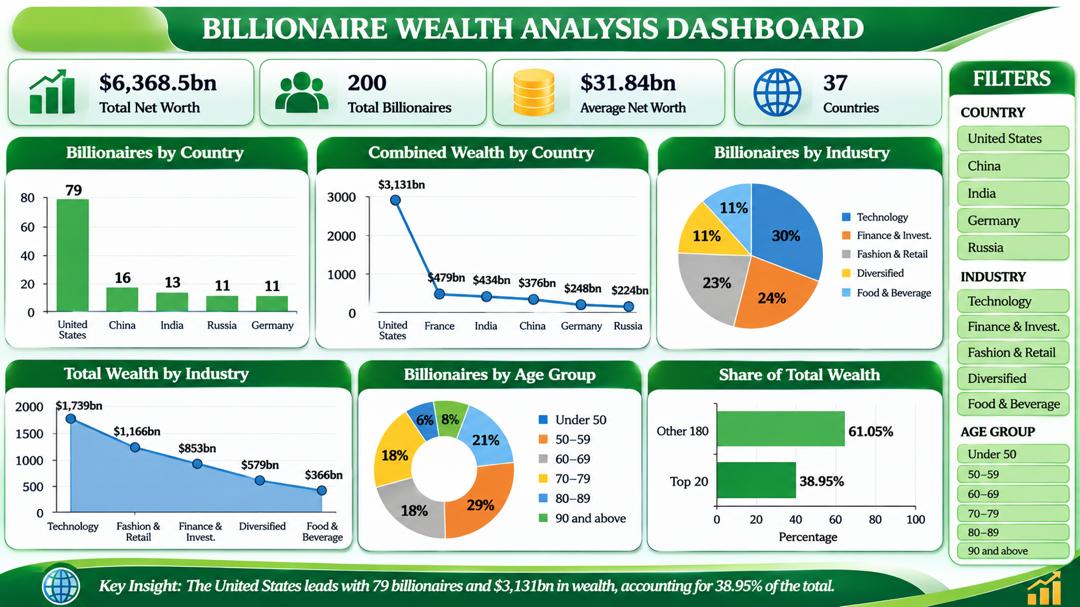 BILLIONAIRE WEALTH ANALYSIS DASHBOARD
$6,368.5bn
Total Net Worth
200
Total Billionaires
$31.84bn
Average Net Worth
37
Countries
Billionaires by Country
80
60
40
20
0
79
16
13
11
11
United States
China
India
Russia
Germany
Combined Wealth by Country
3000
2000
1000
0
$3,131bn
$479bn
$434bn
$376bn
$248bn
$224bn
United States
France
India
China
Germany
Russia
Billionaires by Industry
11%
30%
11%
23%
24%
Technology
Finance & Invest.
Fashion & Retail
Diversified
Food & Beverage
Total Wealth by Industry
2000
1500
1000
500
0
$1,739bn
$1,166bn
$853bn
$579bn
$366bn
Technology
Fashion & Retail
Finance & Invest.
Diversified
Food & Beverage
Billionaires by Age Group
6%
8%
21%
18%
18%
29%
Under 50
50–59
60–69
70–79
80–89
90 and above
Share of Total Wealth
Other 180
61.05%
Top 20
38.95%
0
20
40
60
80
100
Percentage
FILTERS
COUNTRY
United States
China
India
Germany
Russia
INDUSTRY
Technology
Finance & Invest.
Fashion & Retail
Diversified
Food & Beverage
AGE GROUP
Under 50
50–59
60–69
70–79
80–89
90 and above
Key Insight: The United States leads with 79 billionaires and $3,131bn in wealth, accounting for 38.95% of the total.